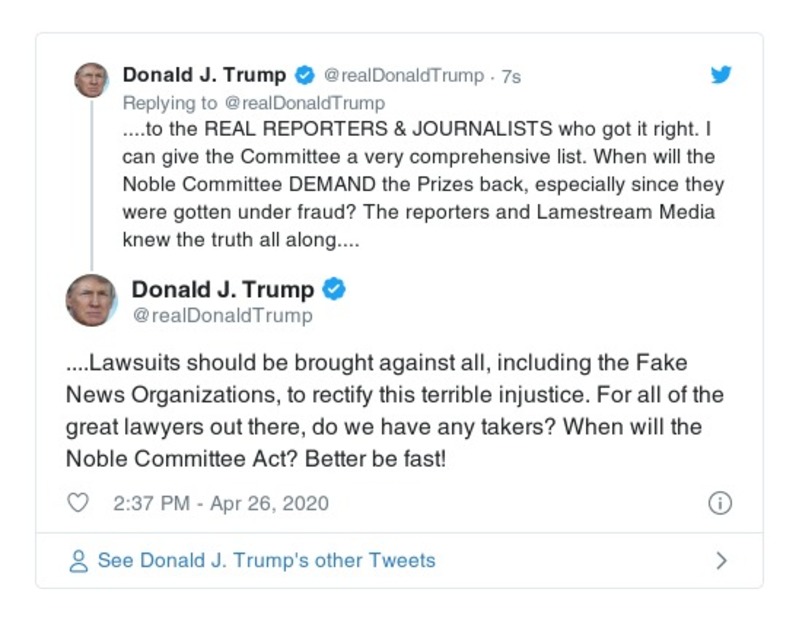 Donald J. Trump @realDonaldTrump · 7s
Replying to @realDonaldTrump
....to the REAL REPORTERS & JOURNALISTS who got it right. I
can give the Committee a very comprehensive list. When will the
Noble Committee DEMAND the Prizes back, especially since they
were gotten under fraud? The reporters and Lamestream Media
knew the truth all along....
Donald J. Trump
@realDonaldTrump
....Lawsuits should be brought against all, including the Fake
News Organizations, to rectify this terrible injustice. For all of the
great lawyers out there, do we have any takers? When will the
Noble Committee Act? Better be fast!
2:37 PM - Apr 26, 2020
See Donald J. Trump's other Tweets